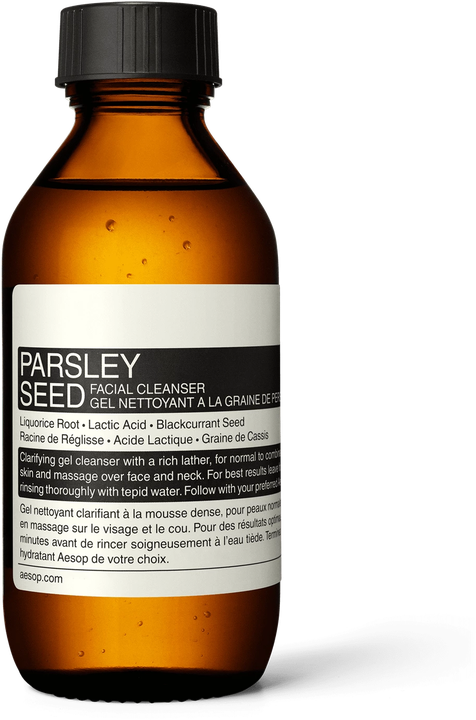 PARSLEY
SEED FACIAL CLEANSER
GEL NETTOYANT A LA GRAINE DE
Liquorice Root • Lactic Acid • Blackcurrant Seed
Racine de Réglisse • Acide Lactique • Graine de Cassis
Clarifying gel cleanser with a rich lather, for normal to
skin and massage over face and neck. For best results leave
rinsing thoroughly with tepid water. Follow with your preferred
Gel nettoyant clarifiant à la mousse dense, pour peaux
en massage sur le visage et le cou. Pour des résultats
minutes avant de rincer soigneusement à l'eau tiède.
hydratant Aesop de votre choix.
aesop.com